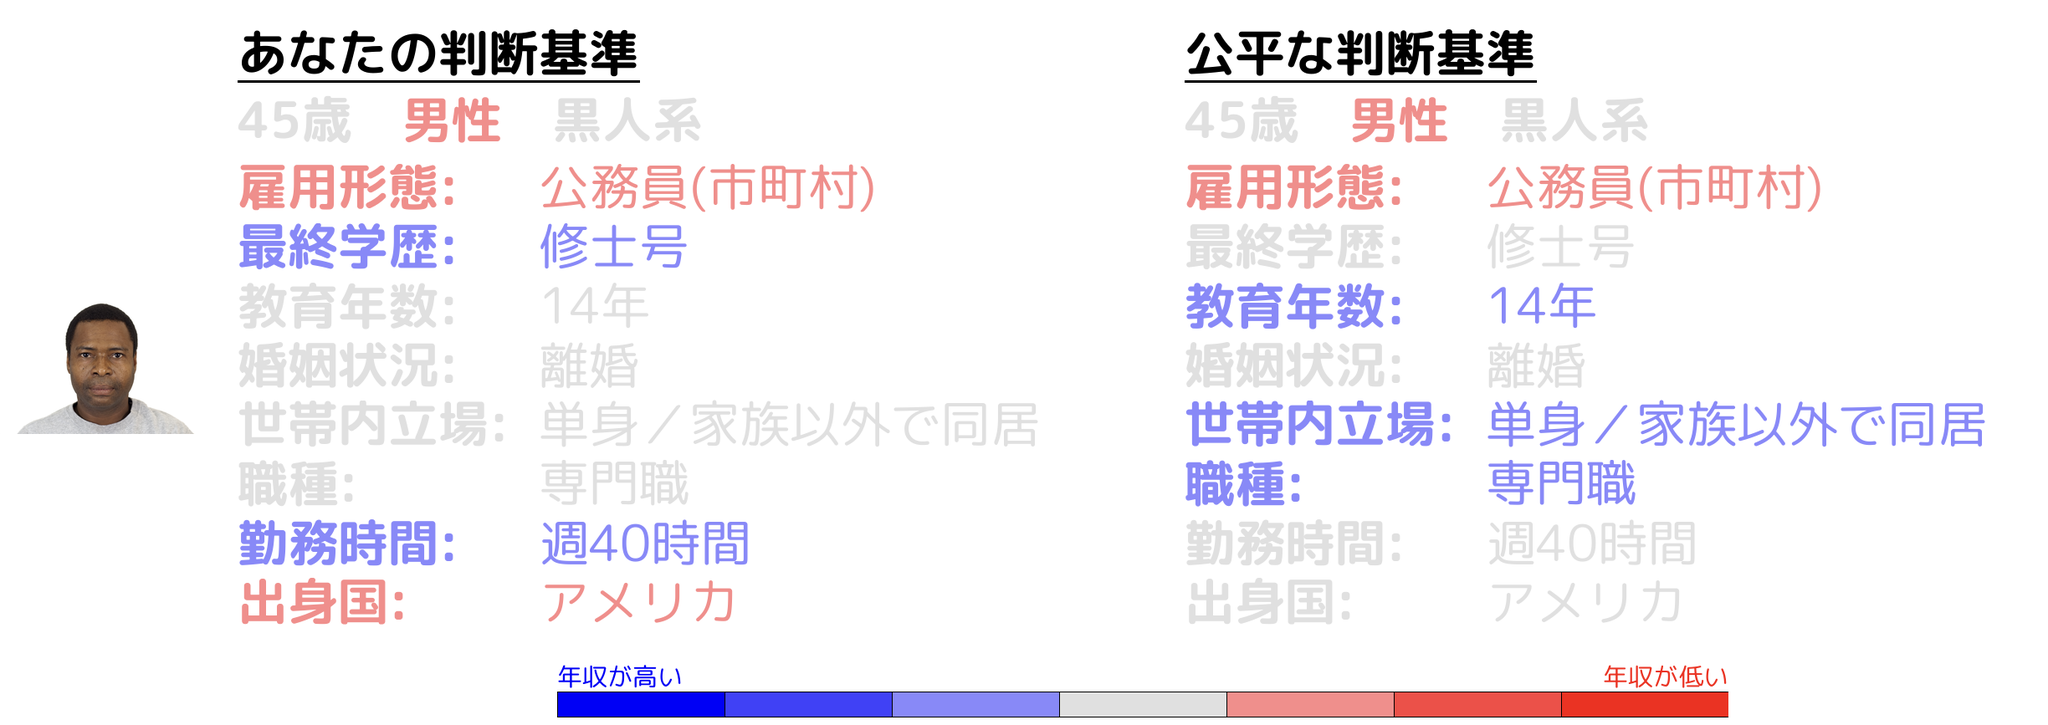 あなたの判断基準
45歳 男性 黒人系
雇用形態: 公務員(市町村)
最終学歴: 修士号
教育年数: 14年
婚姻状況: 離婚
世帯内立場: 単身／家族以外で同居
職種: 専門職
勤務時間: 週40時間
出身国: アメリカ
公平な判断基準
45歳 男性 黒人系
雇用形態: 公務員(市町村)
最終学歴: 修士号
教育年数: 14年
婚姻状況: 離婚
世帯内立場: 単身／家族以外で同居
職種: 専門職
勤務時間: 週40時間
出身国: アメリカ
年収が高い
年収が低い